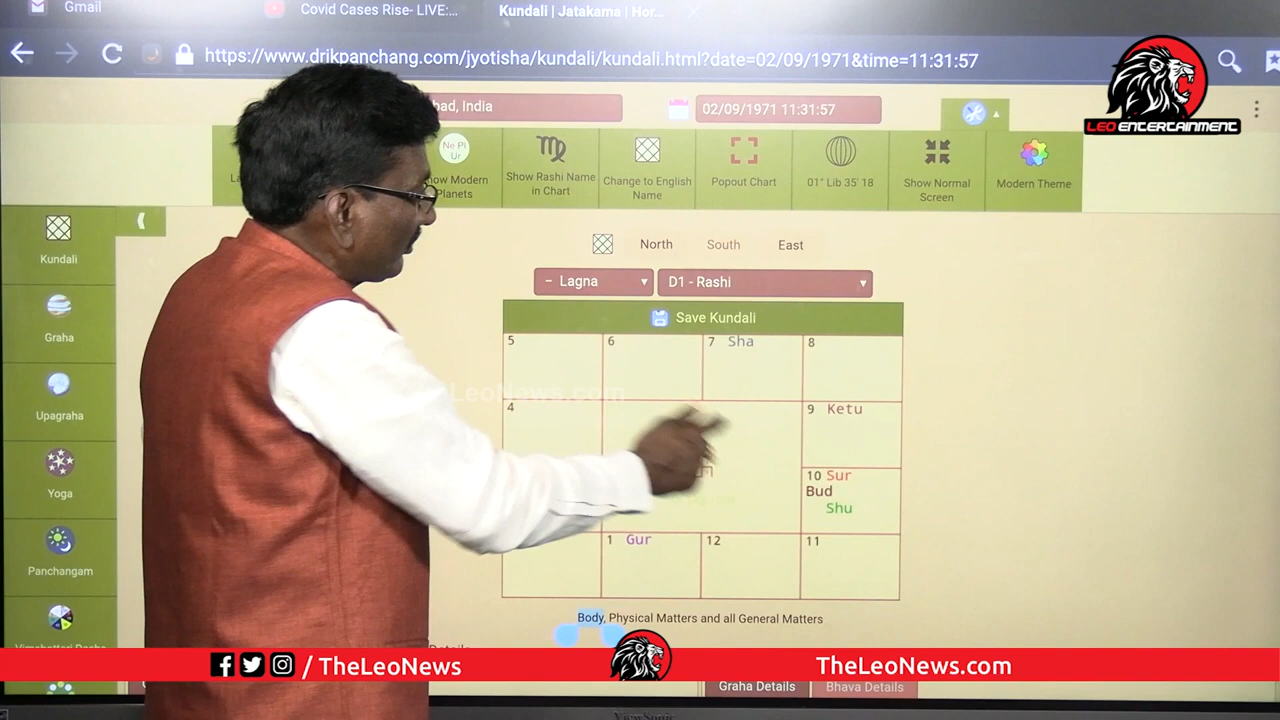 Gmail
Covid Cases Rise- LIVE:...
Kundali | Jatakama | Hor...
https://www.drikpanchang.com/jyotisha/kundali/kundali.html?date=02/09/1971&time=11:31:57
LEO ENTERTAINMENT
India
02/09/1971 11:31:57
Ne Pl
Ur
Modern
Planets
Show Rashi Name
in Chart
Change to English
Name
Popout Chart
01° Lib 35' 18
Show Normal
Screen
Modern Theme
Kundali
Graha
Upagraha
Yoga
Panchangam
North
South
East
– Lagna
D1 - Rashi
Save Kundali
5
6
7 Sha
8
4
9 Ketu
10 Sur
Bud
Shu
1 Gur
12
11
LeoNews.com
Body, Physical Matters and all General Matters
/ TheLeoNews
TheLeoNews.com
Graha Details
Bhava Details
ViewSonic